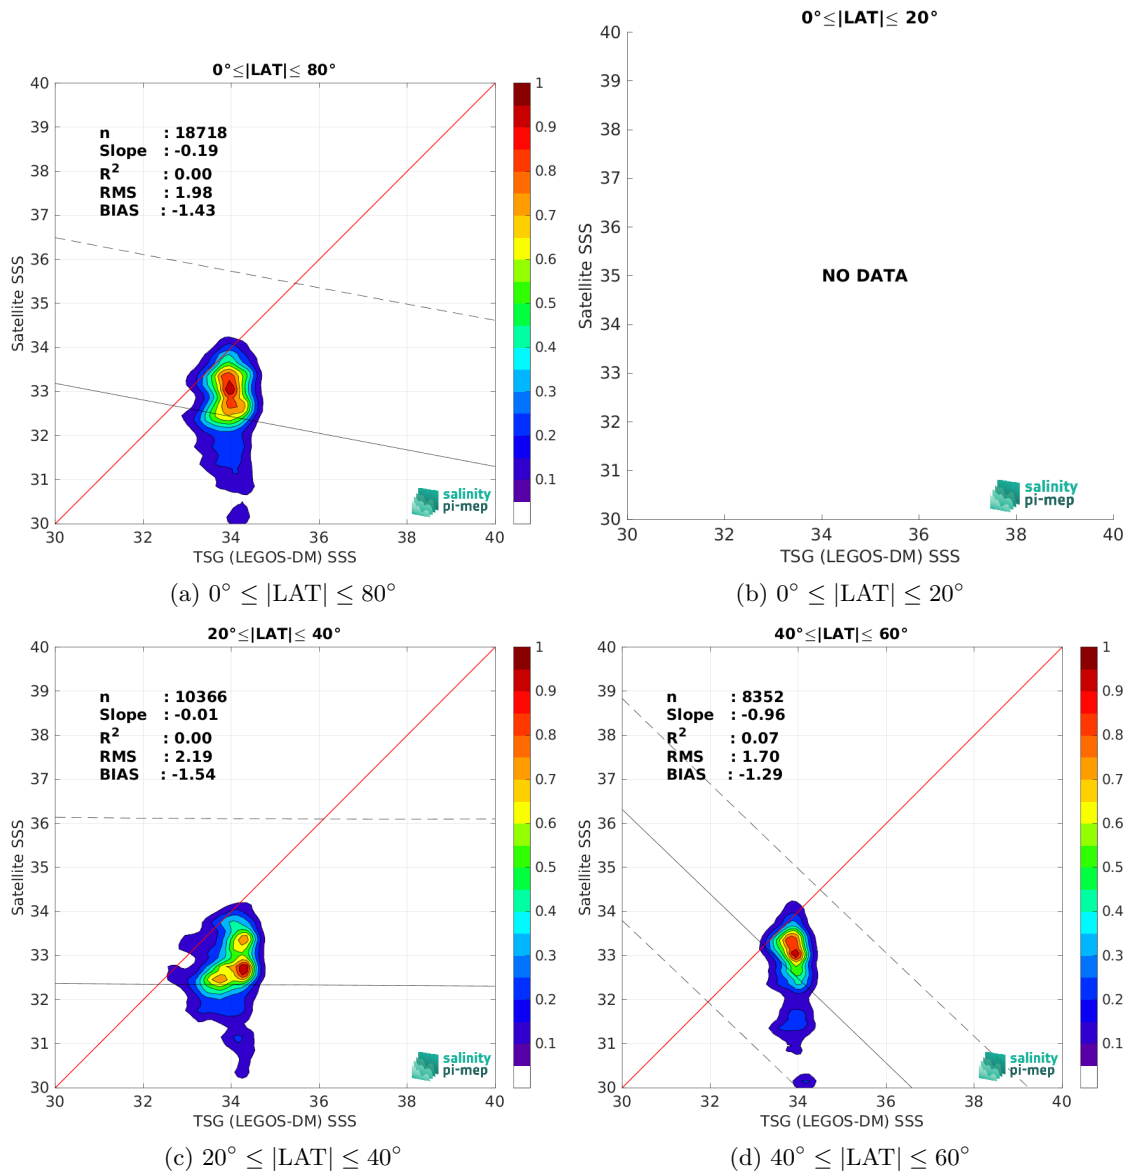 0°≤|LAT|≤ 80°
40
39
38
37
36
35
34
33
32
31
30
Satellite SSS
n : 18718
Slope : -0.19
R² : 0.00
RMS : 1.98
BIAS : -1.43
salinity
pi-mep
30 32 34 36 38 40
TSG (LEGOS-DM) SSS
1
0.9
0.8
0.7
0.6
0.5
0.4
0.3
0.2
0.1
(a) 0° ≤ |LAT| ≤ 80°
0°≤|LAT|≤ 20°
40
39
38
37
36
35
34
33
32
31
30
Satellite SSS
NO DATA
salinity
pi-mep
30 32 34 36 38 40
TSG (LEGOS-DM) SSS
(b) 0° ≤ |LAT| ≤ 20°
20°≤|LAT|≤ 40°
40
39
38
37
36
35
34
33
32
31
30
Satellite SSS
n : 10366
Slope : -0.01
R² : 0.00
RMS : 2.19
BIAS : -1.54
salinity
pi-mep
30 32 34 36 38 40
TSG (LEGOS-DM) SSS
1
0.9
0.8
0.7
0.6
0.5
0.4
0.3
0.2
0.1
(c) 20° ≤ |LAT| ≤ 40°
40°≤|LAT|≤ 60°
40
39
38
37
36
35
34
33
32
31
30
Satellite SSS
n : 8352
Slope : -0.96
R² : 0.07
RMS : 1.70
BIAS : -1.29
salinity
pi-mep
30 32 34 36 38 40
TSG (LEGOS-DM) SSS
1
0.9
0.8
0.7
0.6
0.5
0.4
0.3
0.2
0.1
(d) 40° ≤ |LAT| ≤ 60°